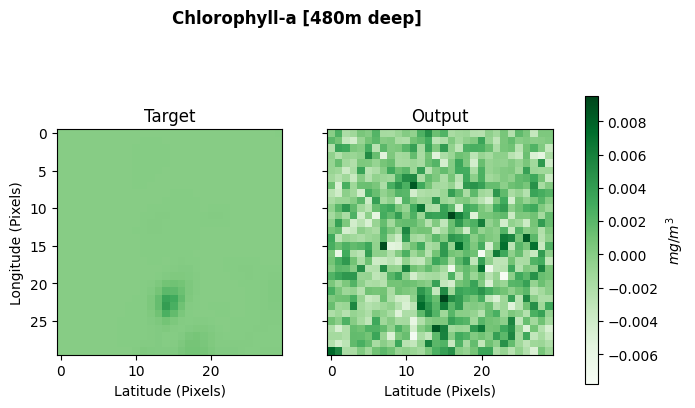 Chlorophyll-a [480m deep]
Target
Output
0
5
10
15
20
25
Longitude (Pixels)
0
10
20
Latitude (Pixels)
0
10
20
Latitude (Pixels)
0.008
0.006
0.004
0.002
0.000
−0.002
−0.004
−0.006
mg/m³